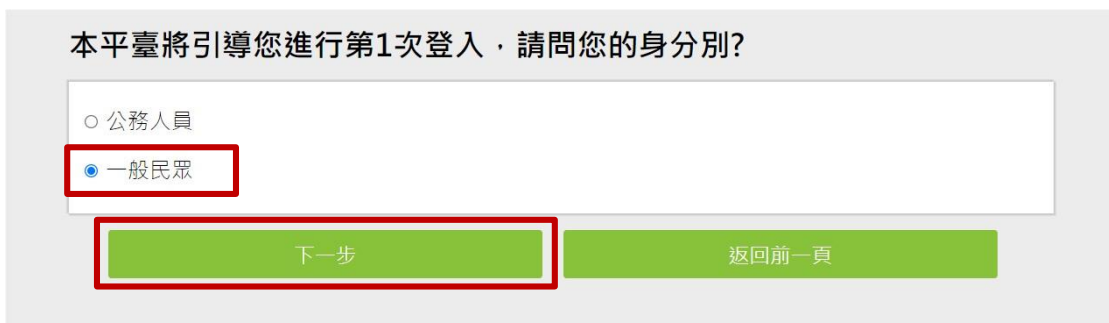 本平臺將引導您進行第1次登入，請問您的身分別?
公務人員
一般民眾
下一步
返回前一頁